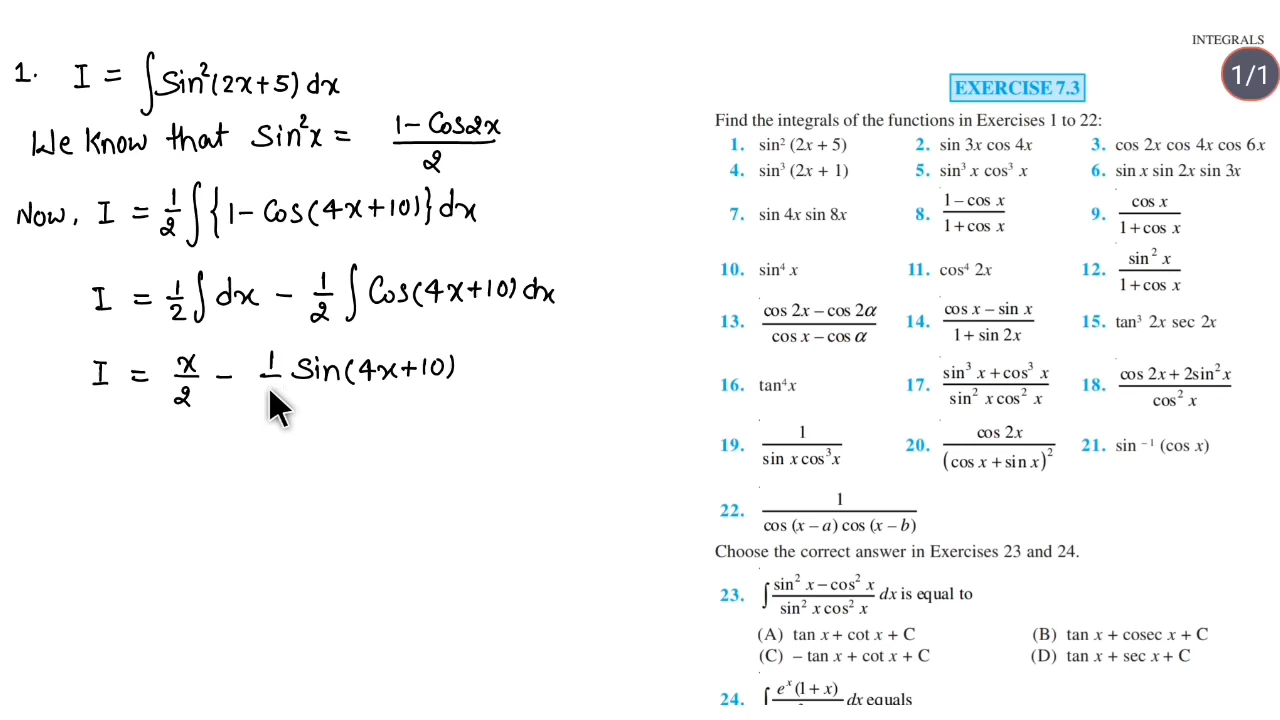 1. I = ∫Sin²(2x+5) dx
We know that Sin²x = (1 - Cos2x)/2
Now, I = 1/2 ∫{1 - Cos(4x+10)} dx
I = 1/2 ∫dx - 1/2 ∫Cos(4x+10) dx
I = x/2 - 1/ Sin(4x+10)
INTEGRALS
1/1
EXERCISE 7.3
Find the integrals of the functions in Exercises 1 to 22:
1. sin² (2x + 5) 2. sin 3x cos 4x 3. cos 2x cos 4x cos 6x
4. sin³ (2x + 1) 5. sin³ x cos³ x 6. sin x sin 2x sin 3x
7. sin 4x sin 8x 8. (1 – cos x)/(1 + cos x) 9. cos x/(1 + cos x)
10. sin⁴ x 11. cos⁴ 2x 12. sin² x/(1 + cos x)
13. (cos 2x – cos 2α)/(cos x – cos α) 14. (cos x – sin x)/(1 + sin 2x) 15. tan³ 2x sec 2x
16. tan⁴x 17. (sin³ x + cos³ x)/(sin² x cos² x) 18. (cos 2x + 2sin² x)/cos² x
19. 1/(sin x cos³x) 20. cos 2x/(cos x + sin x)² 21. sin ⁻¹ (cos x)
22. 1/(cos (x – a) cos (x – b))
Choose the correct answer in Exercises 23 and 24.
23. ∫(sin² x – cos² x)/(sin² x cos² x) dx is equal to
(A) tan x + cot x + C (B) tan x + cosec x + C
(C) – tan x + cot x + C (D) tan x + sec x + C
24. ∫eˣ (1 + x) dx equals